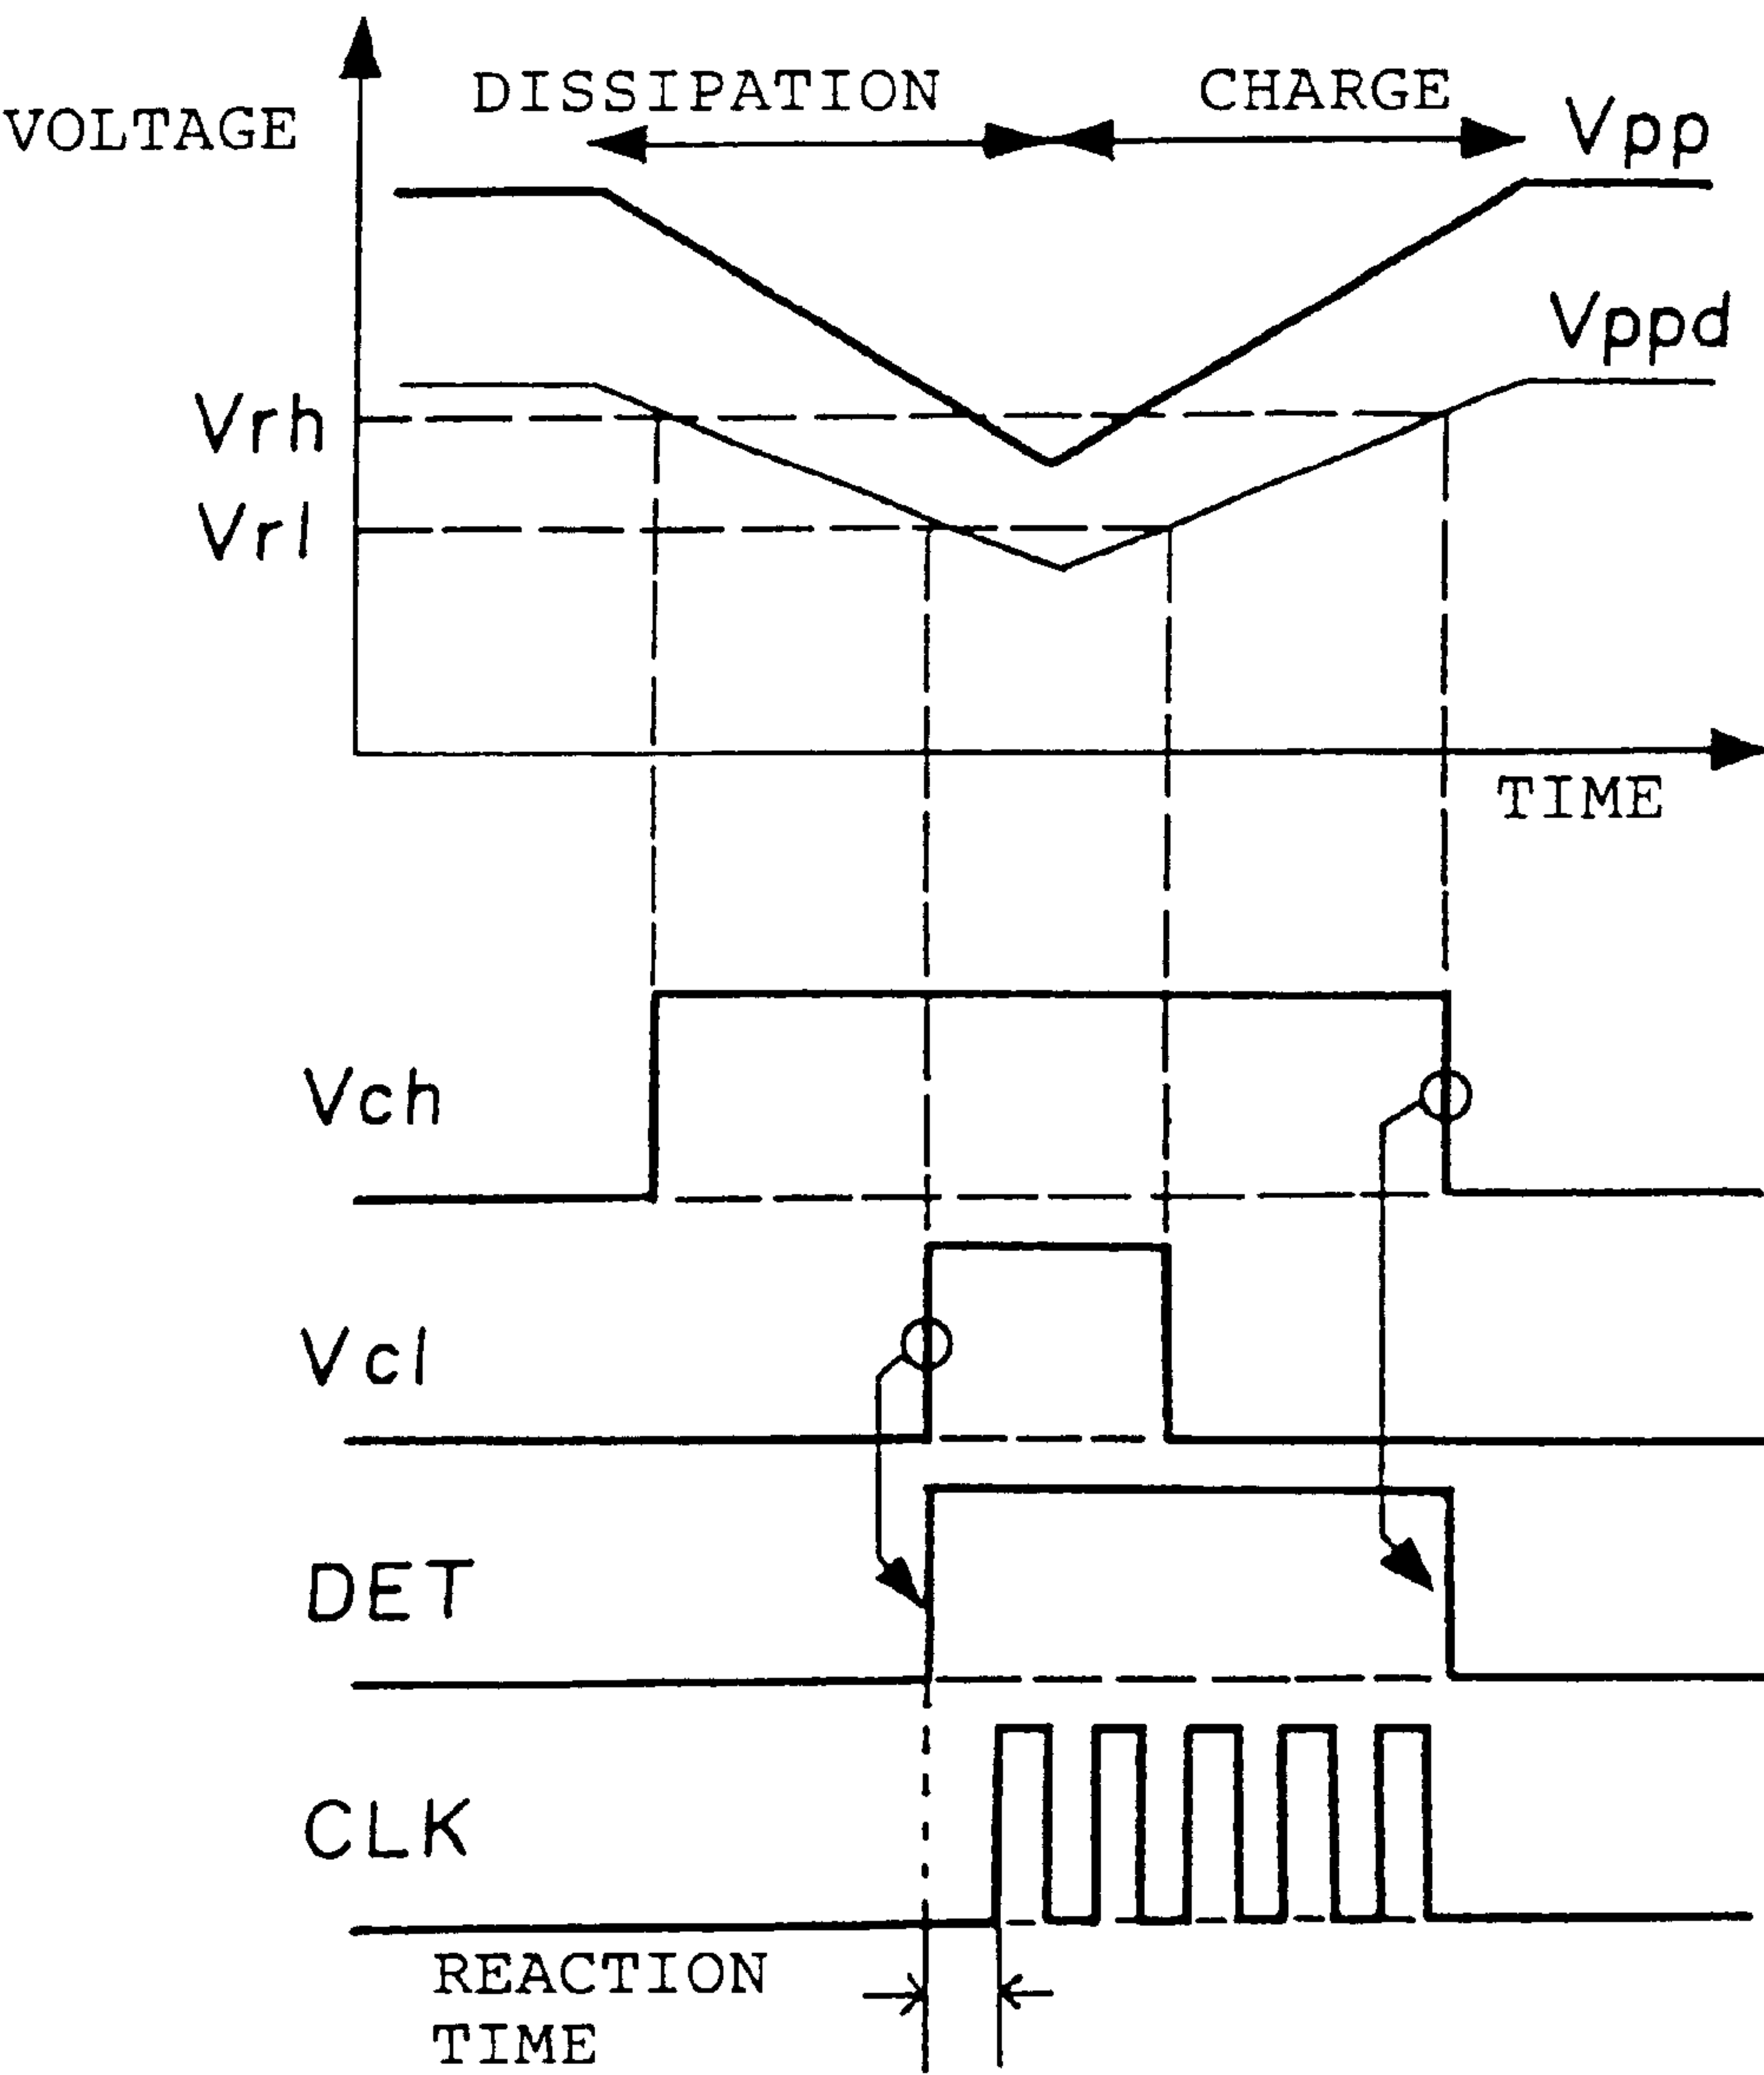 DISSIPATION
CHARGE
VOLTAGE
Vpp
Vppd
Vrh
Vrl
TIME
Vch
Vcl
DET
CLK
REACTION
TIME